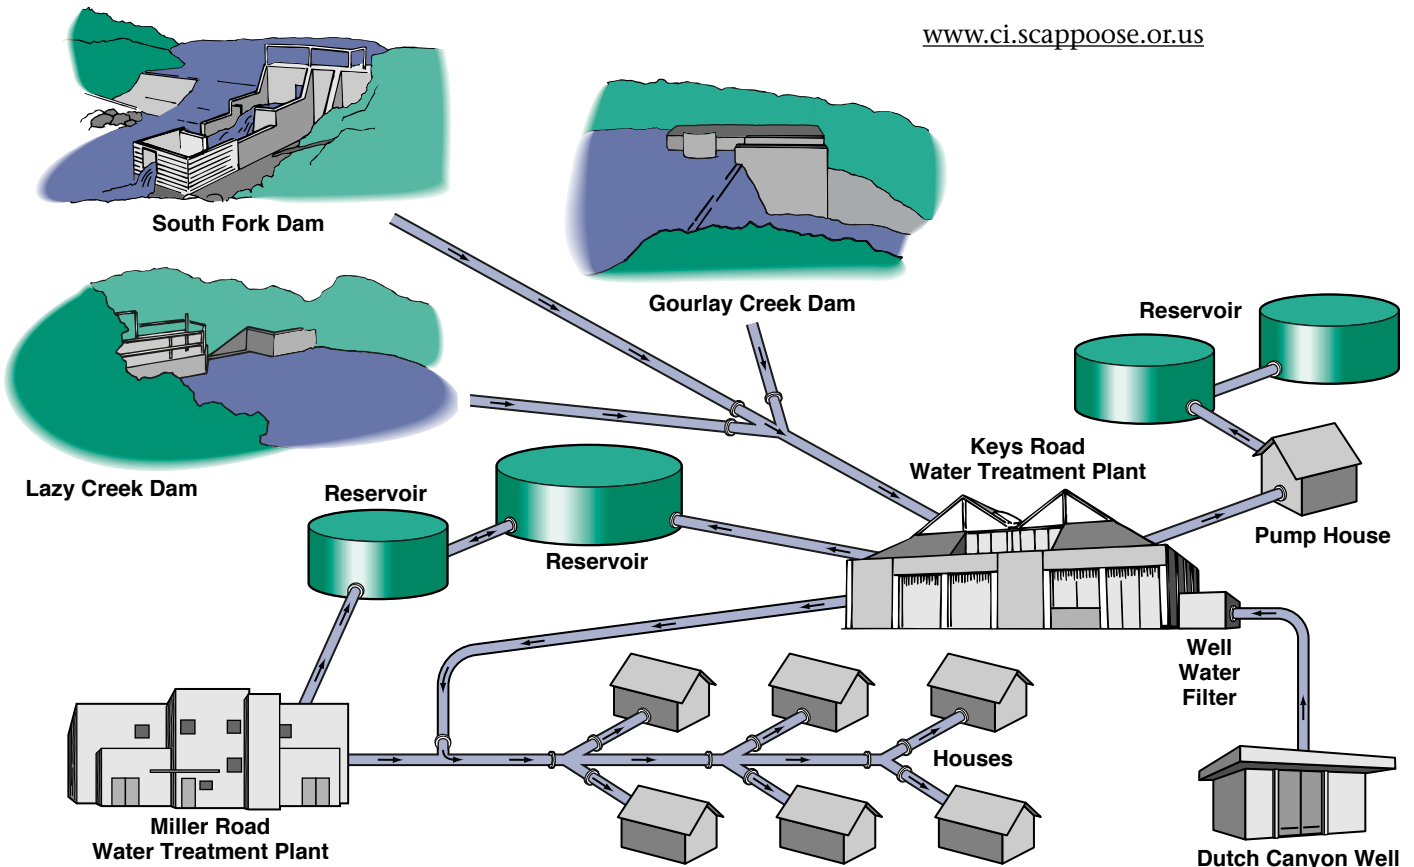 www.ci.scappoose.or.us
South Fork Dam
Gourlay Creek Dam
Reservoir
Lazy Creek Dam
Keys Road
Water Treatment Plant
Reservoir
Reservoir
Pump House
Well
Water
Filter
Houses
Miller Road
Water Treatment Plant
Dutch Canyon Well